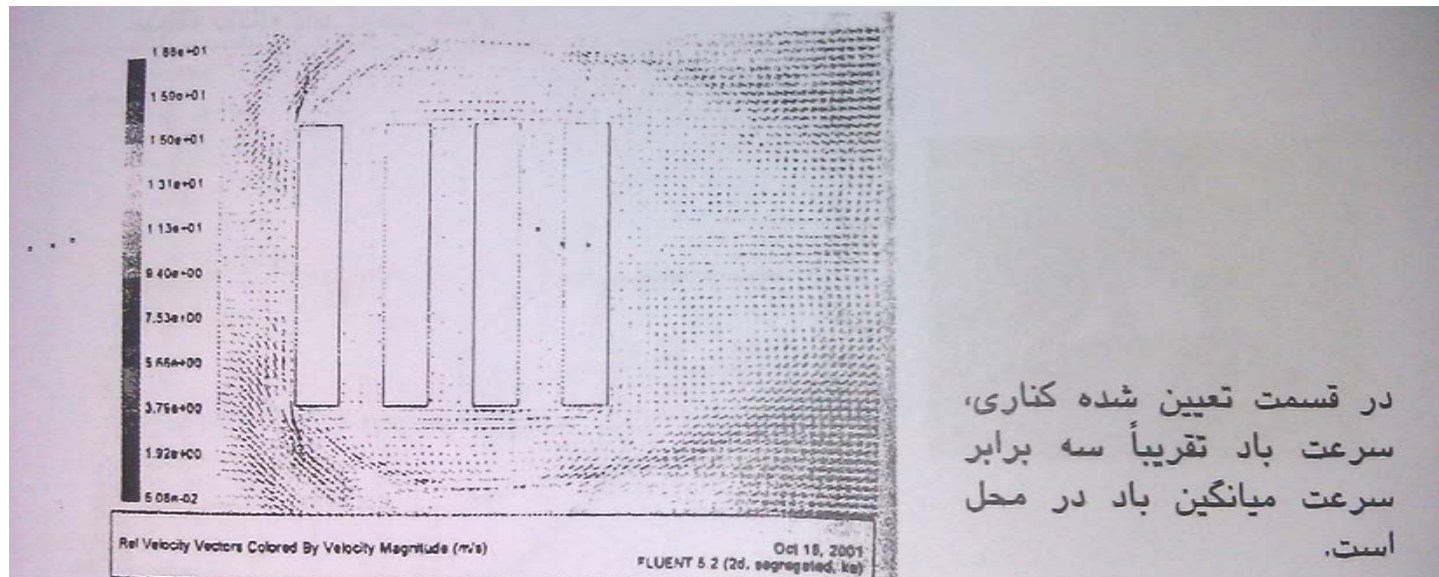 1 88e+01
1 59e+01
1 50e+01
1 31e+01
1 13e+01
9 40e+00
7.53e+00
5 66e+00
3.79e+00
1.92e+00
5 08e-02
Rel Velocity Vectors Colored By Velocity Magnitude (m/s)
Oct 18, 2001
FLUENT 5.2 (2d, segregated, ke)
در قسمت تعیین شده کناری،
سرعت باد تقریباً سه برابر
سرعت میانگین باد در محل
است.